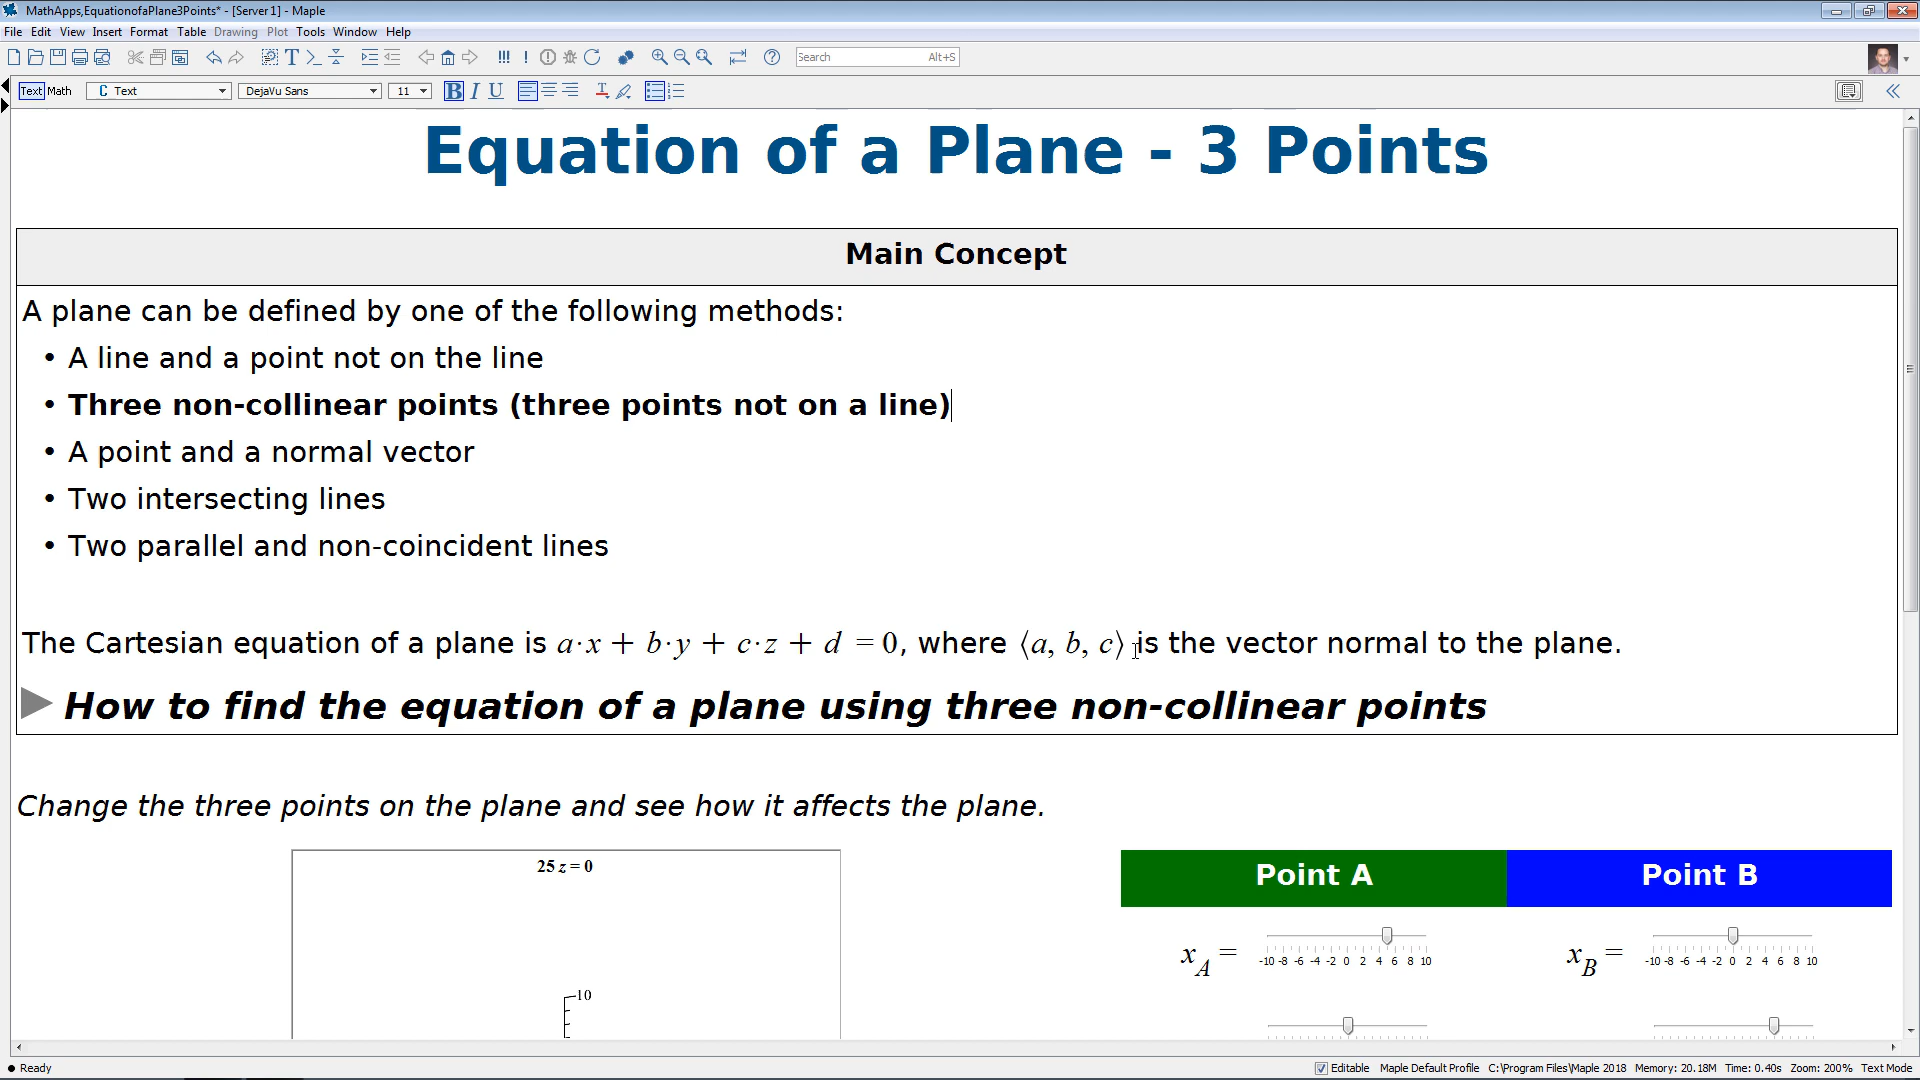 MathApps,EquationofaPlane3Points* - [Server1] - Maple
File Edit View Insert Format Table Drawing Plot Tools Window Help
Search Alt+S
Text Math C Text DejaVu Sans 11 B I U
Equation of a Plane - 3 Points
Main Concept
A plane can be defined by one of the following methods:
• A line and a point not on the line
• Three non-collinear points (three points not on a line)
• A point and a normal vector
• Two intersecting lines
• Two parallel and non-coincident lines
The Cartesian equation of a plane is a·x + b·y + c·z + d = 0, where ⟨a, b, c⟩ is the vector normal to the plane.
How to find the equation of a plane using three non-collinear points
Change the three points on the plane and see how it affects the plane.
25 z = 0
10
Point A Point B
x_A = -10 -8 -6 -4 -2 0 2 4 6 8 10
x_B = -10 -8 -6 -4 -2 0 2 4 6 8 10
Ready Editable Maple Default Profile C:\Program Files\Maple 2018 Memory: 20.18M Time: 0.40s Zoom: 200% Text Mode